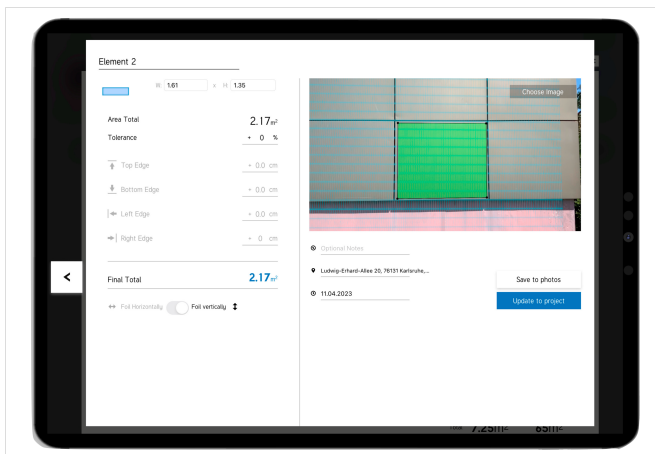 Element 2
W 1.61 x H 1.35
Choose Image
Area Total 2.17m²
Tolerance + 0 %
Top Edge + 0.0 cm
Bottom Edge + 0.0 cm
Left Edge + 0.0 cm
Right Edge + 0 cm
Final Total 2.17m²
Foil Horizontally Foil vertically
Optional Notes
Ludwig-Erhard-Allee 20, 76131 Karlsruhe,...
11.04.2023
Save to photos
Update to project
7.25m² 65m²